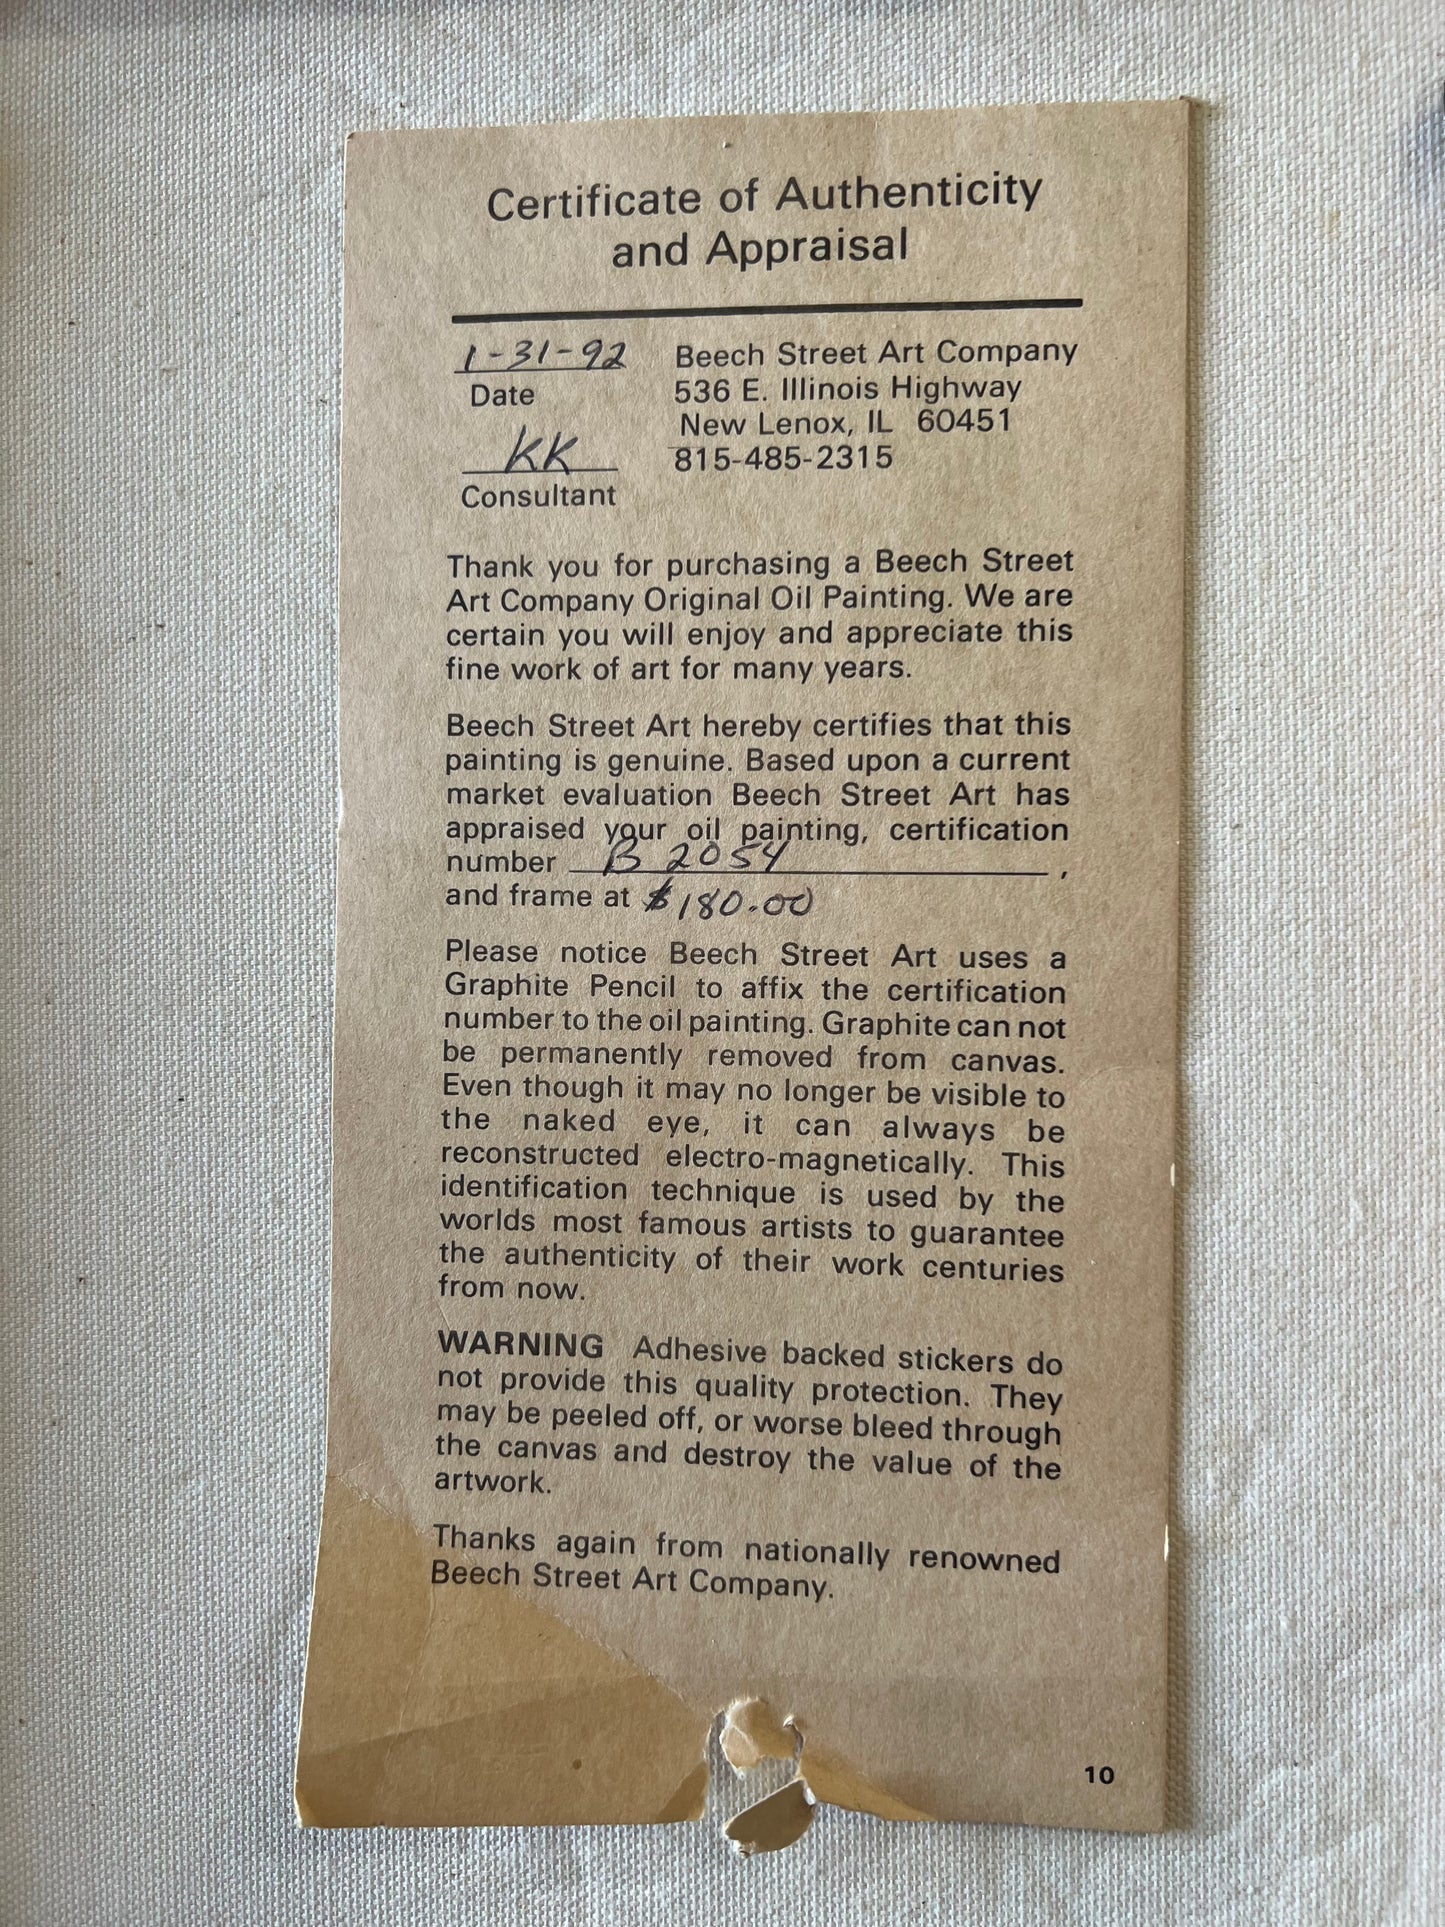 Certificate of Authenticity
and Appraisal
1-31-92
Date
KK
Consultant
Beech Street Art Company
536 E. Illinois Highway
New Lenox, IL 60451
815-485-2315
Thank you for purchasing a Beech Street
Art Company Original Oil Painting. We are
certain you will enjoy and appreciate this
fine work of art for many years.
Beech Street Art hereby certifies that this
painting is genuine. Based upon a current
market evaluation Beech Street Art has
appraised your oil painting, certification
number B 2054,
and frame at $180.00
Please notice Beech Street Art uses a
Graphite Pencil to affix the certification
number to the oil painting. Graphite can not
be permanently removed from canvas.
Even though it may no longer be visible to
the naked eye, it can always be
reconstructed electro-magnetically. This
identification technique is used by the
worlds most famous artists to guarantee
the authenticity of their work centuries
from now.
WARNING Adhesive backed stickers do
not provide this quality protection. They
may be peeled off, or worse bleed through
the canvas and destroy the value of the
artwork.
Thanks again from nationally renowned
Beech Street Art Company.
10